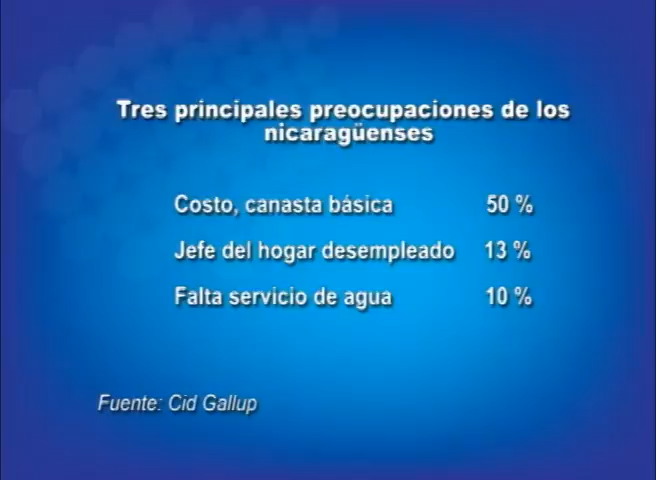 Tres principales preocupaciones de los
nicaragüenses
Costo, canasta básica 50 %
Jefe del hogar desempleado 13 %
Falta servicio de agua 10 %
Fuente: Cid Gallup